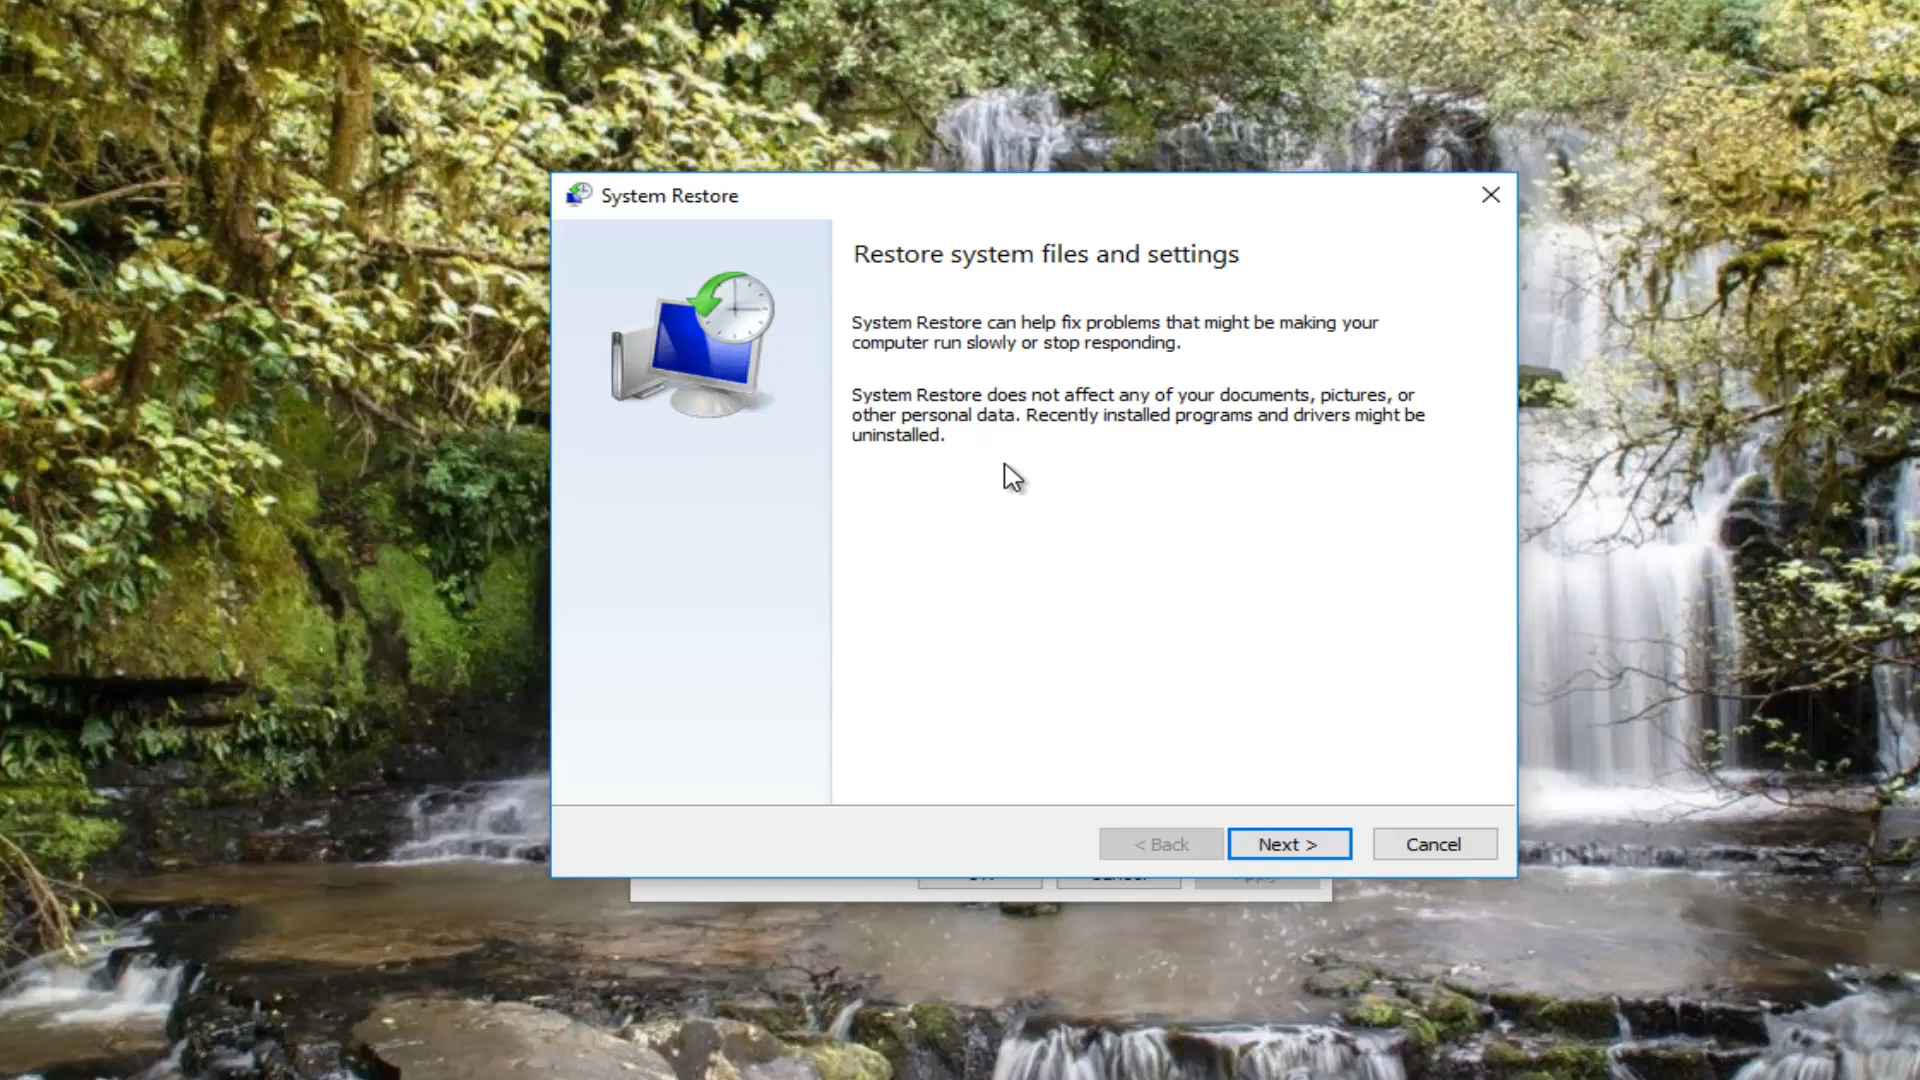 System Restore
Restore system files and settings
System Restore can help fix problems that might be making your
computer run slowly or stop responding.
System Restore does not affect any of your documents, pictures, or
other personal data. Recently installed programs and drivers might be
uninstalled.
< Back
Next >
Cancel